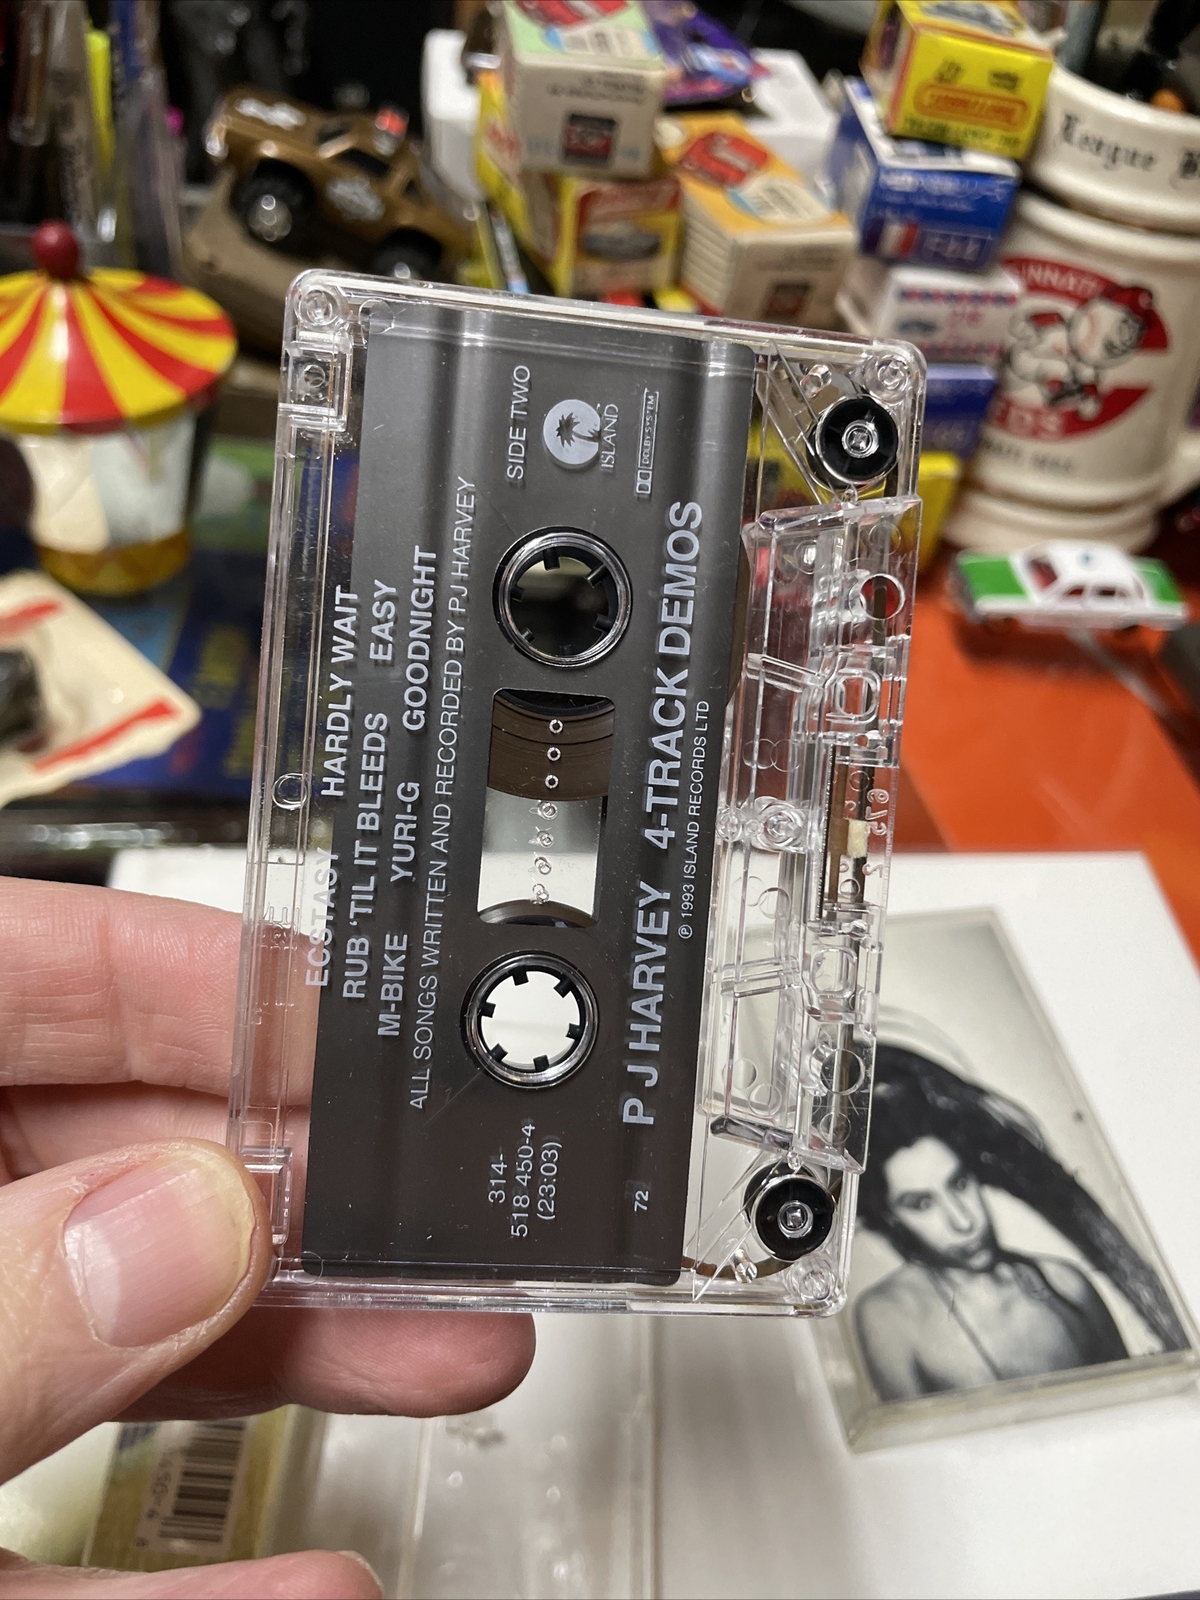 ECSTASY HARDLY WAIT
RUB 'TIL IT BLEEDS EASY
M-BIKE YURI-G GOODNIGHT
ALL SONGS WRITTEN AND RECORDED BY PJ HARVEY
SIDE TWO
ISLAND
DOLBY SYSTEM
314-
518 450-4
(23:03)
P J HARVEY 4-TRACK DEMOS
℗ 1993 ISLAND RECORDS LTD
72
League
REDS